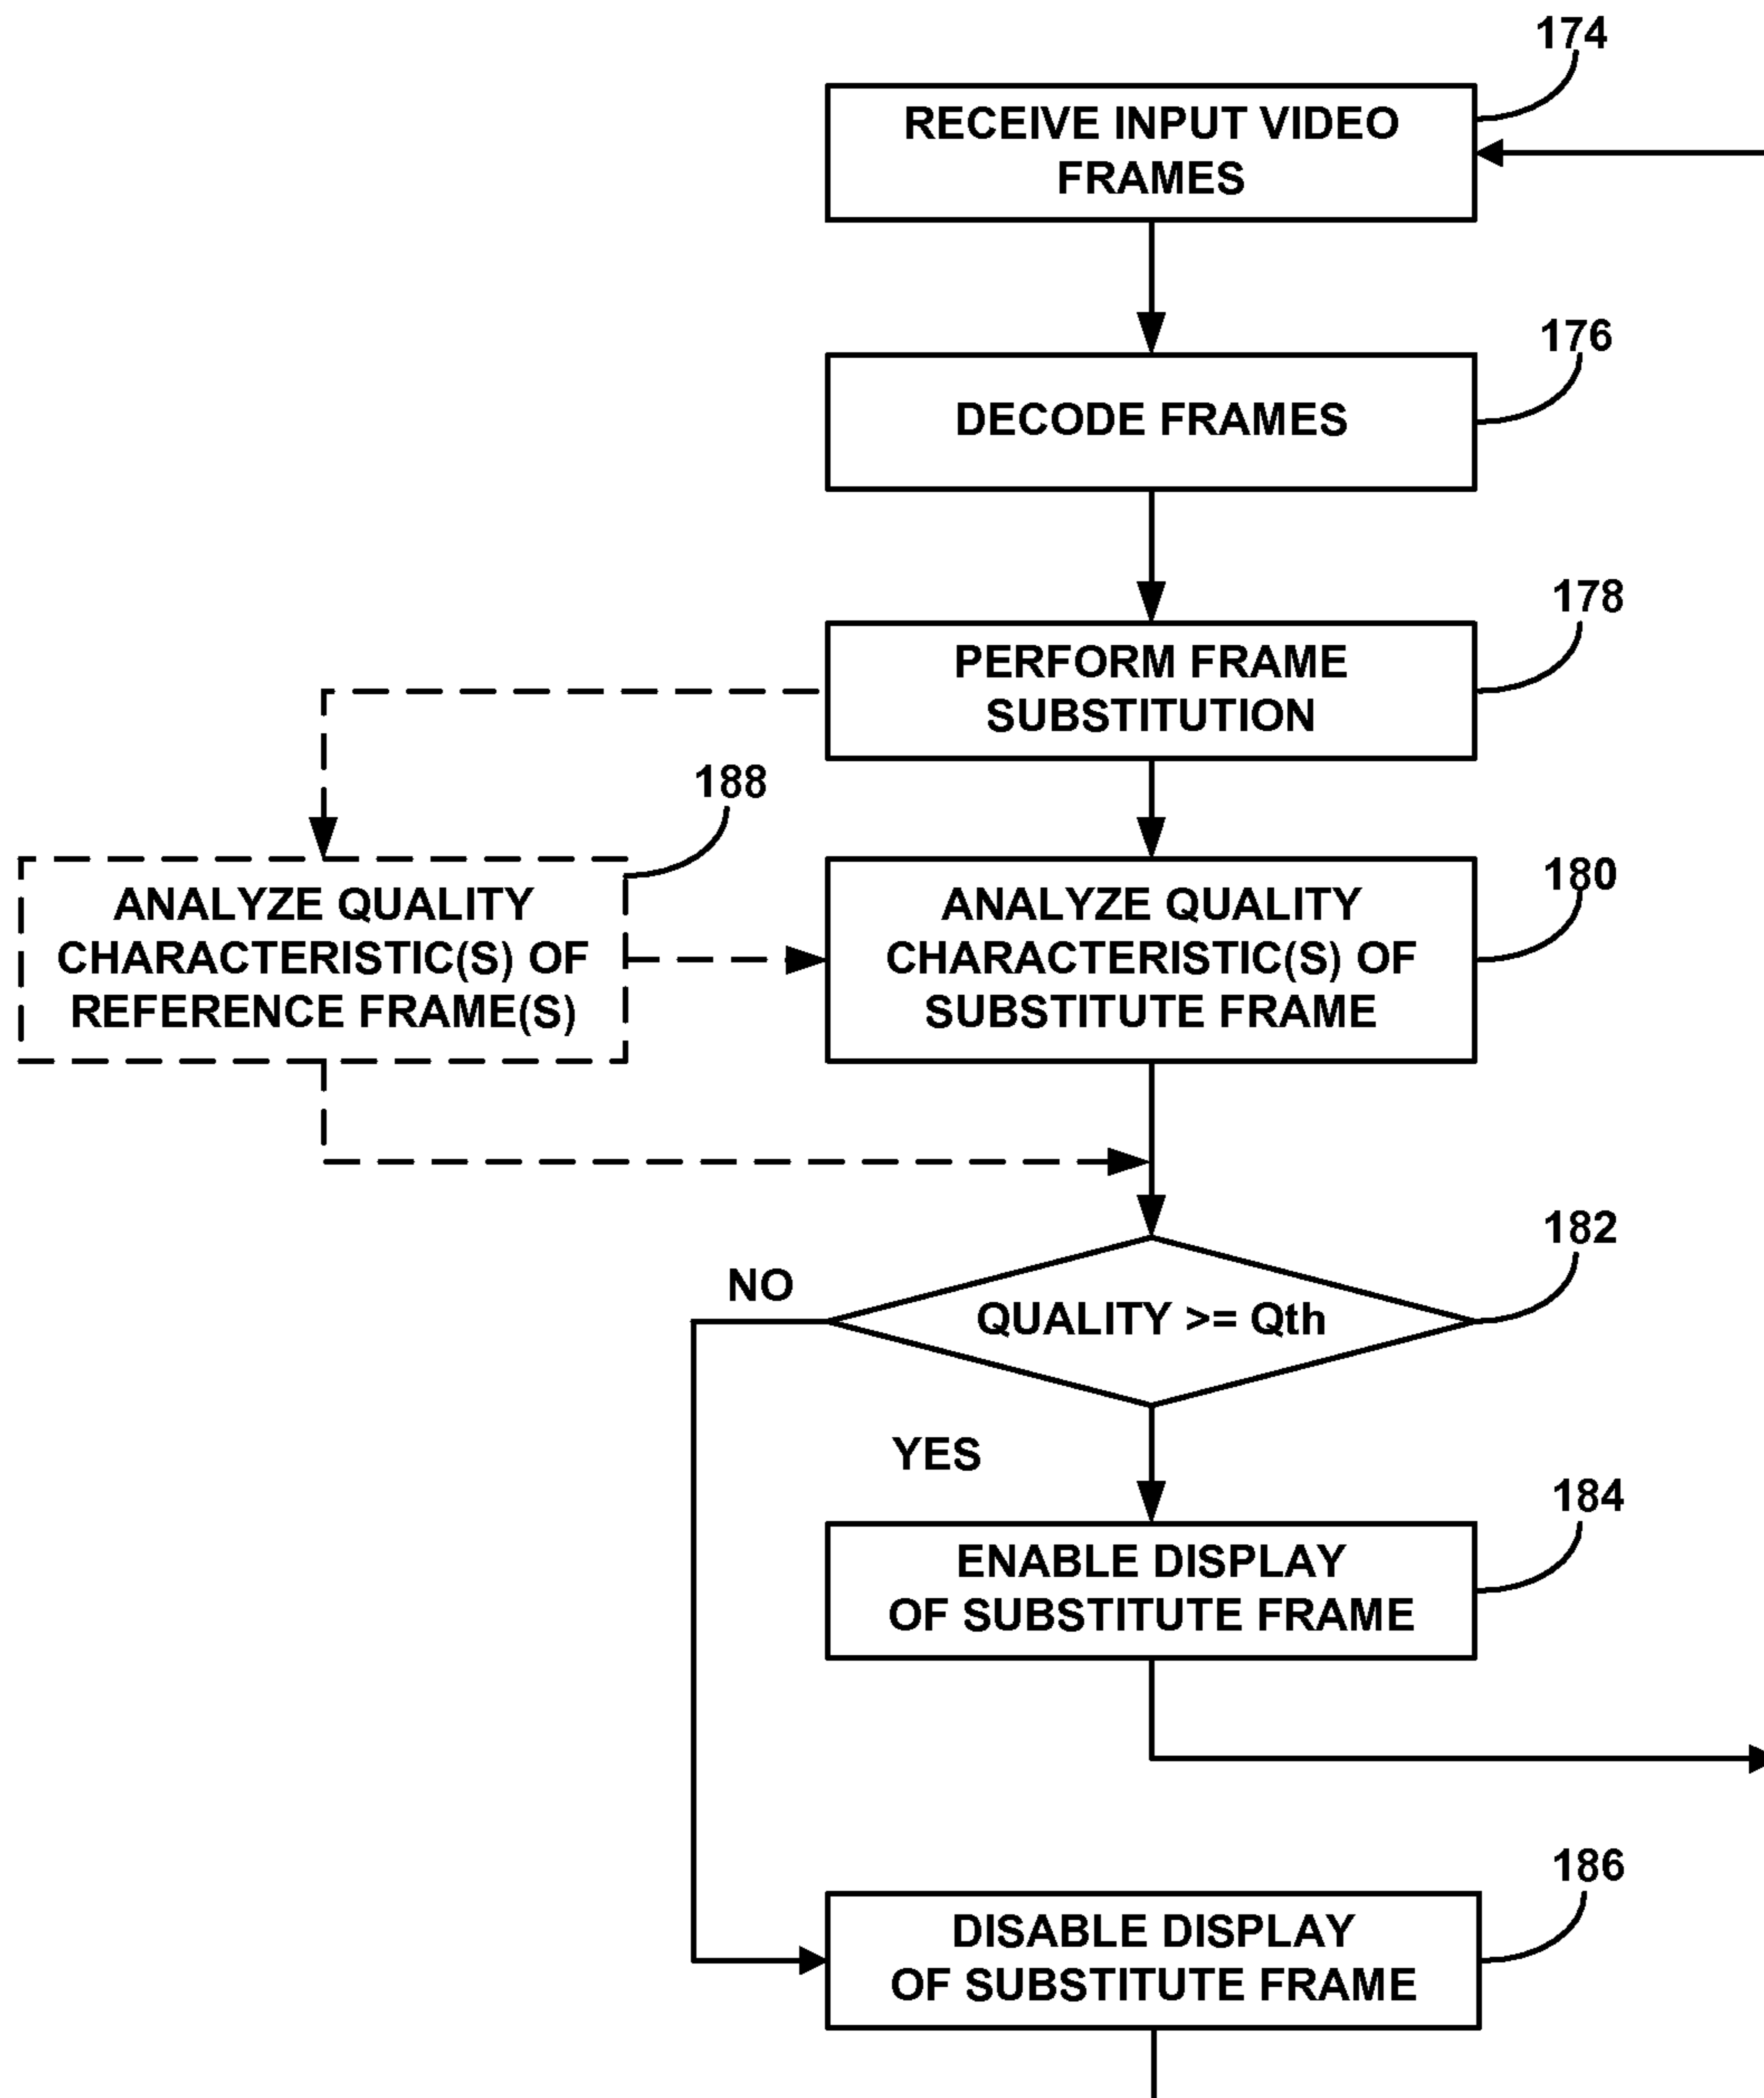 174
RECEIVE INPUT VIDEO
FRAMES
176
DECODE FRAMES
178
PERFORM FRAME
SUBSTITUTION
188
ANALYZE QUALITY
CHARACTERISTIC(S) OF
REFERENCE FRAME(S)
180
ANALYZE QUALITY
CHARACTERISTIC(S) OF
SUBSTITUTE FRAME
182
NO
QUALITY >= Qth
YES
184
ENABLE DISPLAY
OF SUBSTITUTE FRAME
186
DISABLE DISPLAY
OF SUBSTITUTE FRAME